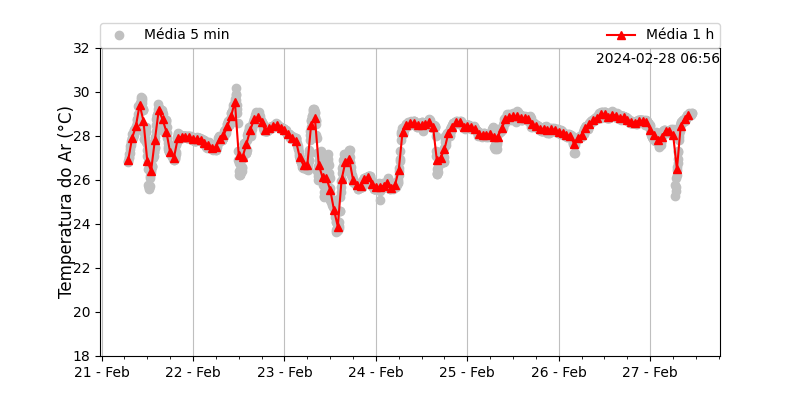 Média 5 min
Média 1 h
2024-02-28 06:56
Temperatura do Ar (°C)
32
30
28
26
24
22
20
18
21 - Feb
22 - Feb
23 - Feb
24 - Feb
25 - Feb
26 - Feb
27 - Feb